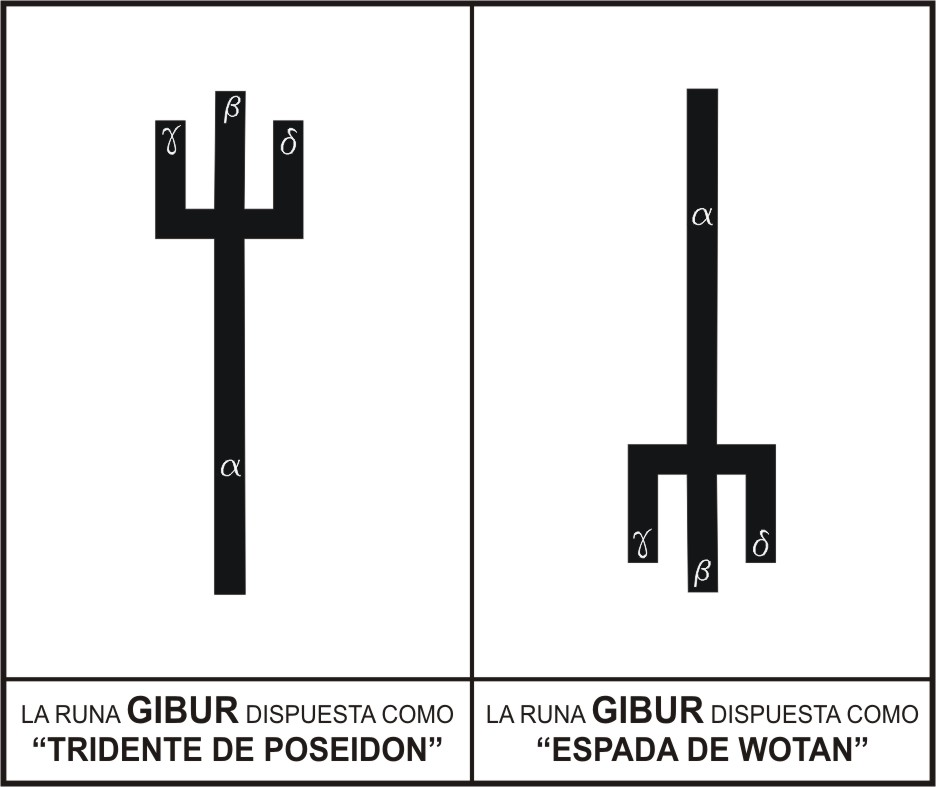 β
γ
δ
α
LA RUNA GIBUR DISPUESTA COMO
“TRIDENTE DE POSEIDON”
α
γ
δ
β
LA RUNA GIBUR DISPUESTA COMO
“ESPADA DE WOTAN”